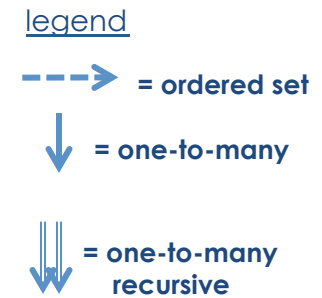 legend
= ordered set
= one-to-many
= one-to-many
recursive